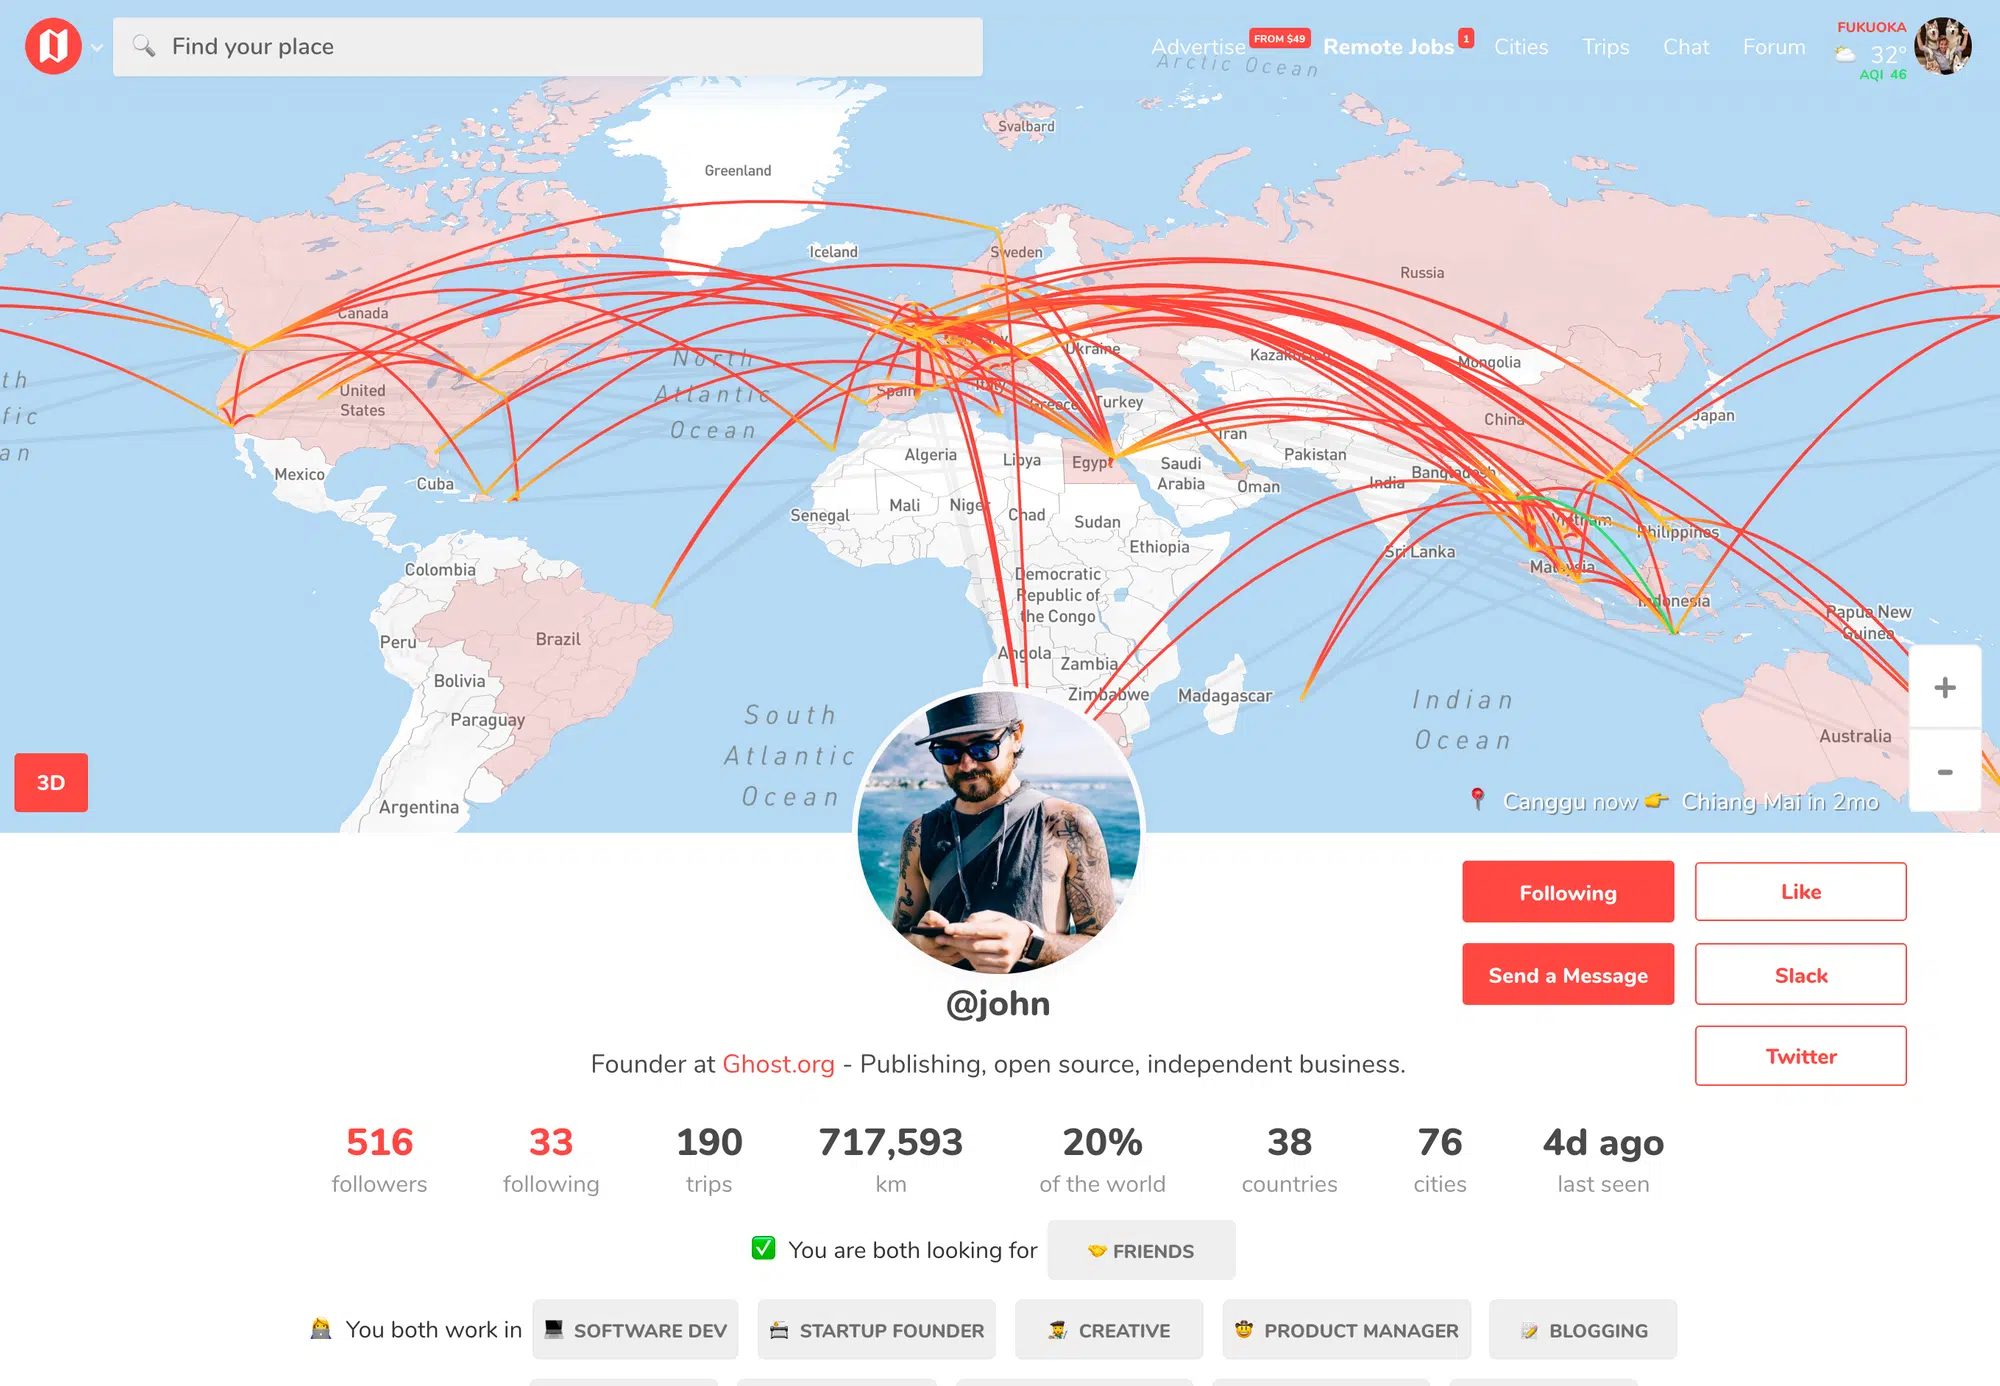 Find your place
Advertise FROM $49 Remote Jobs 1 Cities Trips Chat Forum
FUKUOKA
32°
AQI 46
Arctic Ocean
Svalbard
Greenland
Iceland
Sweden
Russia
Canada
North
Atlantic
Ocean
th
fic
an
United
States
Ukraine
Kazakhstan
Mongolia
Spain
Italy
Greece
Turkey
China
Japan
Mexico
Cuba
Algeria
Libya
Egypt
Saudi
Arabia
Iran
Pakistan
Oman
India
Bangladesh
Senegal
Mali
Niger
Chad
Sudan
Ethiopia
Sri Lanka
Vietnam
Philippines
Malaysia
Indonesia
Papua New
Guinea
Colombia
Democratic
Republic of
the Congo
Peru
Brazil
Bolivia
Paraguay
Argentina
Angola
Zambia
Zimbabwe
Madagascar
South
Atlantic
Ocean
Indian
Ocean
Australia
+
-
3D
📍 Canggu now 👉 Chiang Mai in 2mo
Following
Like
Send a Message
Slack
Twitter
@john
Founder at Ghost.org - Publishing, open source, independent business.
516 33 190 717,593 20% 38 76 4d ago
followers following trips km of the world countries cities last seen
✅ You are both looking for 🤝 FRIENDS
👩‍💻 You both work in 💻 SOFTWARE DEV STARTUP FOUNDER 👨‍🎨 CREATIVE 🤠 PRODUCT MANAGER 📝 BLOGGING